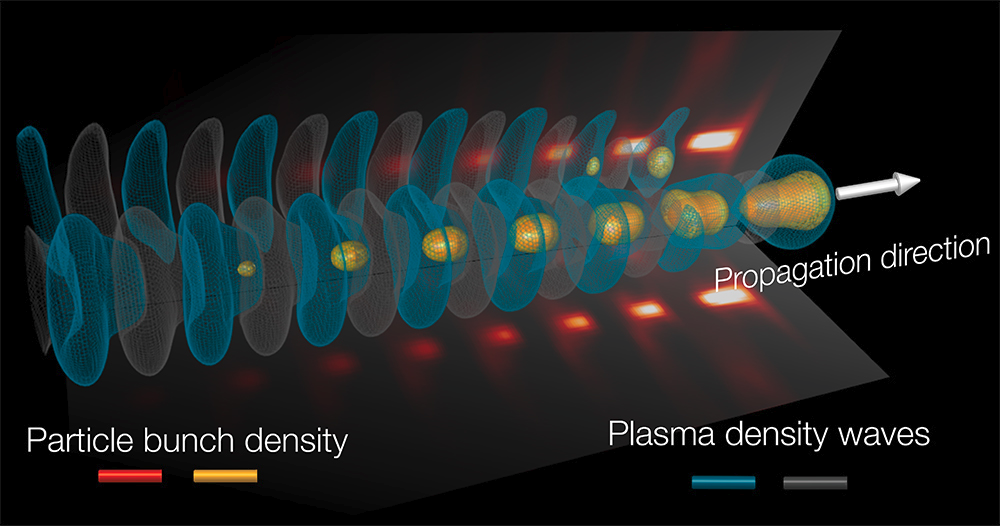 Propagation direction
Particle bunch density
Plasma density waves